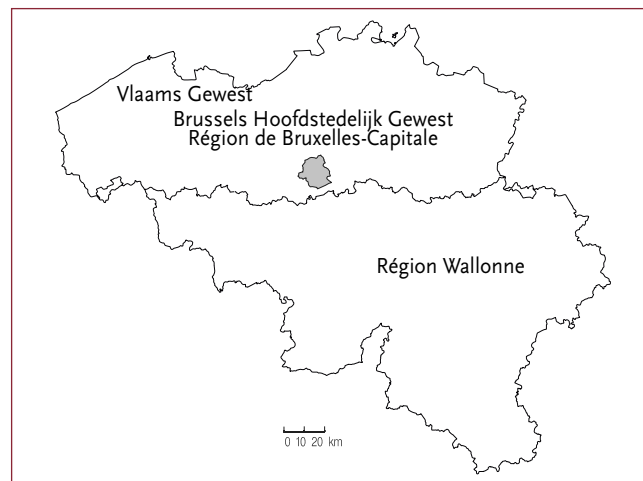 Vlaams Gewest
Brussels Hoofdstedelijk Gewest
Région de Bruxelles-Capitale
Région Wallonne
0 10 20 km